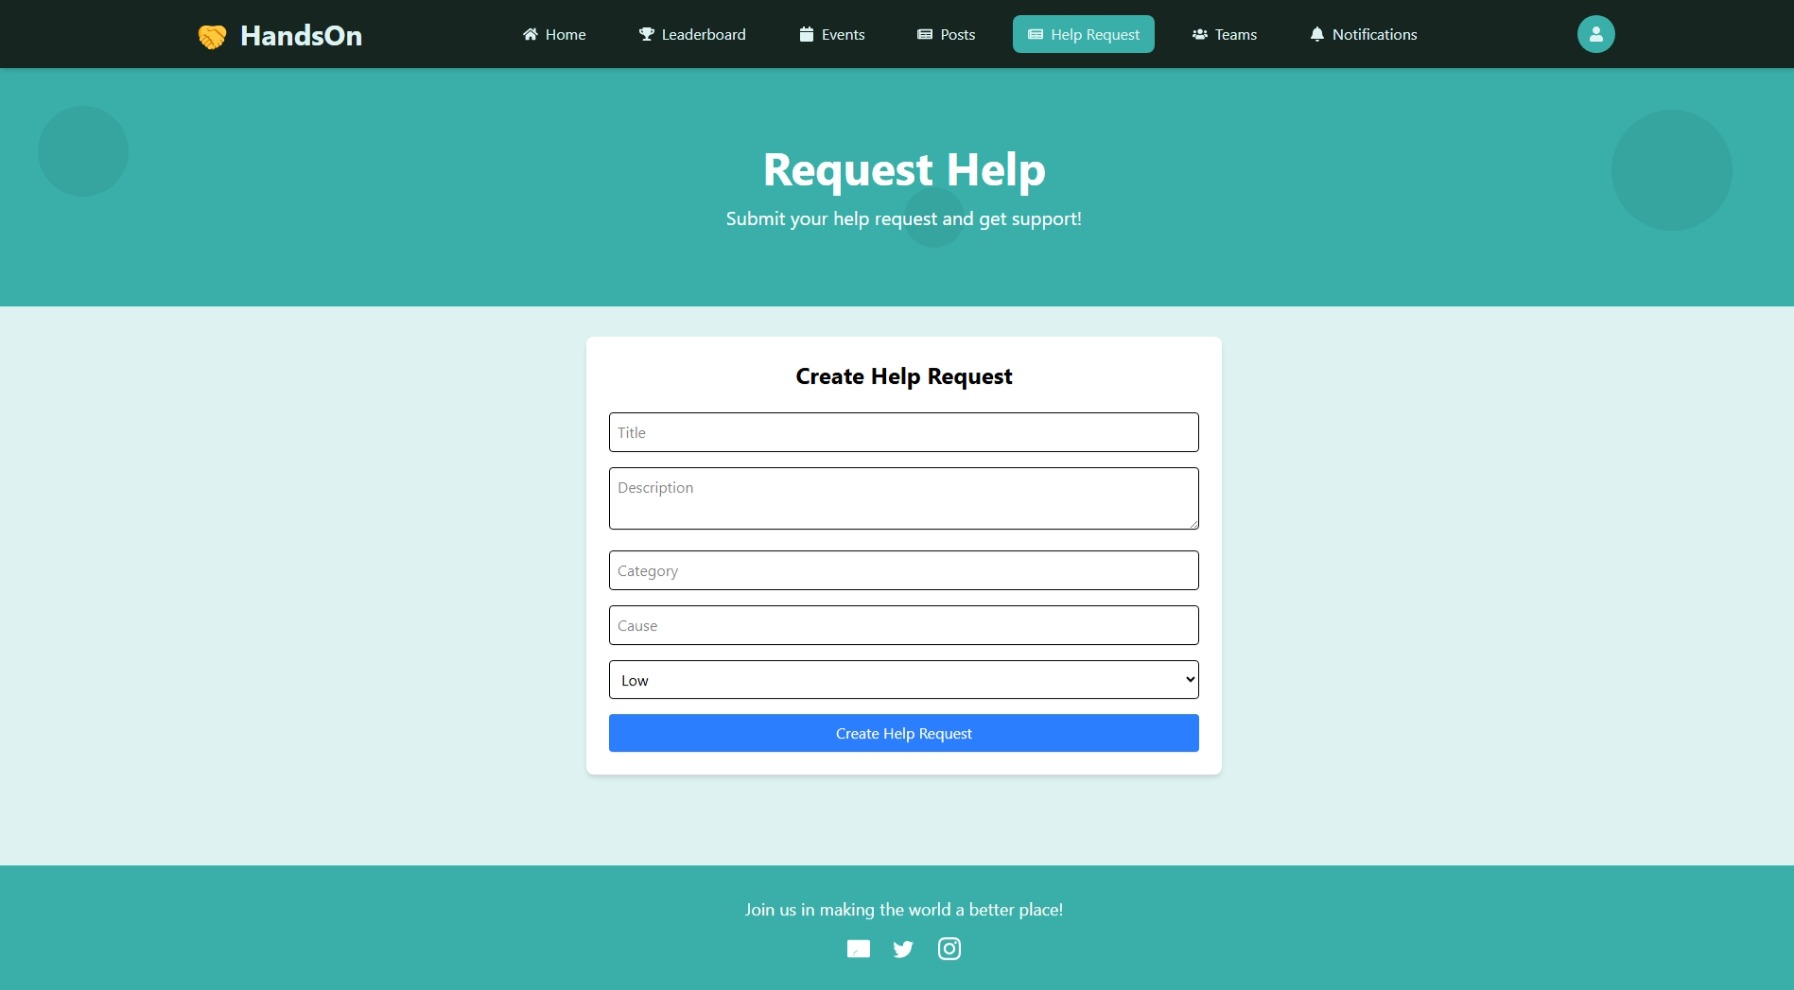 HandsOn
Home
Leaderboard
Events
Posts
Help Request
Teams
Notifications
Request Help
Submit your help request and get support!
Create Help Request
Title
Description
Category
Cause
Low
Create Help Request
Join us in making the world a better place!